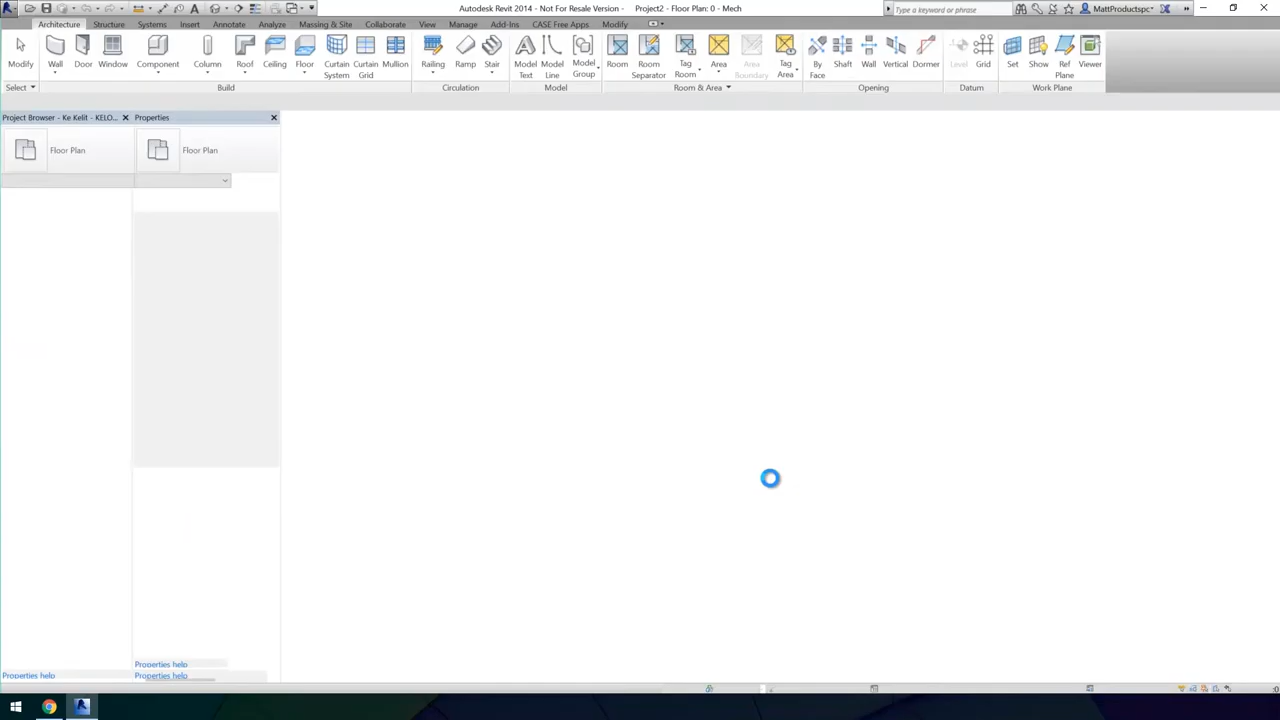 Autodesk Revit 2014 - Not For Resale Version - Project2 - Floor Plan: 0 - Mech
Type a keyword or phrase
MattProductspc
Architecture Structure Systems Insert Annotate Analyze Massing & Site Collaborate View Manage Add-Ins CASE Free Apps Modify
Modify Wall Door Window Component Column Roof Ceiling Floor Curtain System Curtain Grid Mullion Railing Ramp Stair Model Text Model Line Model Group Room Room Separator Tag Room Area Area Boundary Tag Area By Face Shaft Wall Vertical Dormer Level Grid Set Show Ref Plane Viewer
Select Build Circulation Model Room & Area Opening Datum Work Plane
Project Browser - Ke Kelit - KELO... Properties
Floor Plan Floor Plan
Properties help
Properties help Properties help